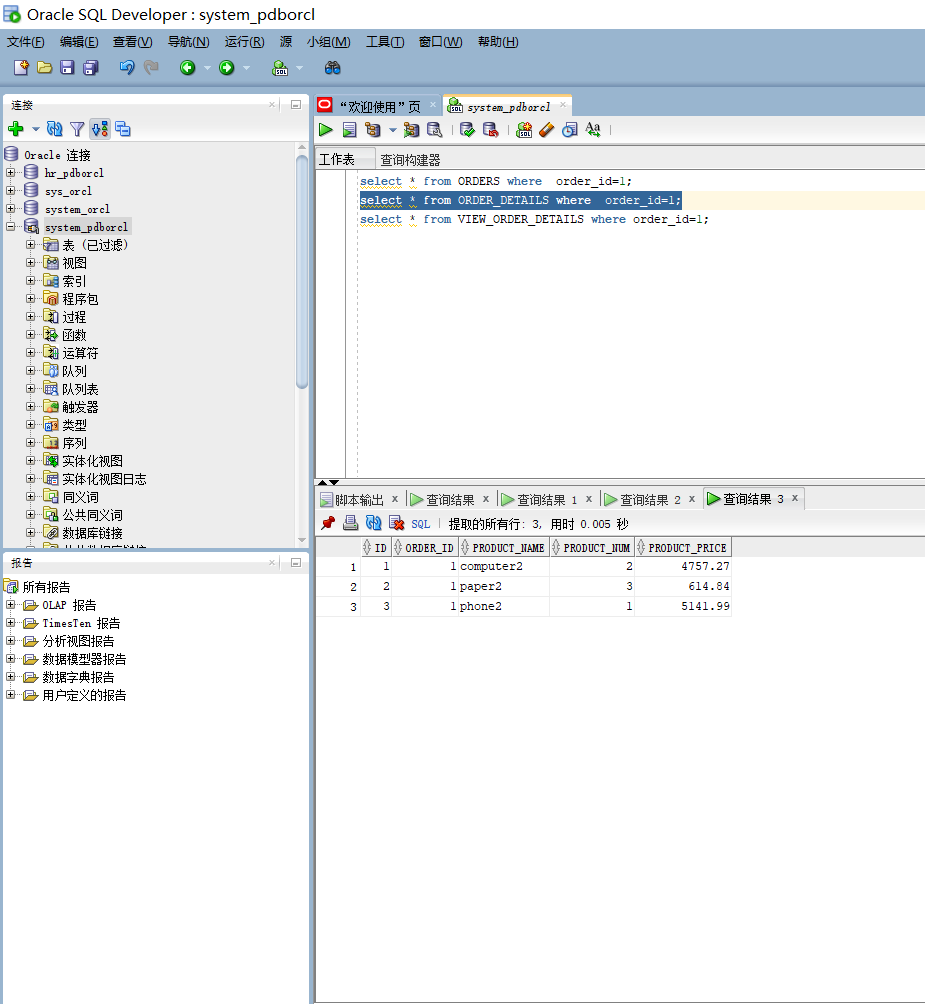 Oracle SQL Developer : system_pdborcl
文件(F) 编辑(E) 查看(V) 导航(N) 运行(R) 源 小组(M) 工具(T) 窗口(W) 帮助(H)
连接
Oracle 连接
hr_pdborcl
sys_orcl
system_orcl
system_pdborcl
表 (已过滤)
视图
索引
程序包
过程
函数
运算符
队列
队列表
触发器
类型
序列
实体化视图
实体化视图日志
同义词
公共同义词
数据库链接
报告
所有报告
OLAP 报告
TimesTen 报告
分析视图报告
数据模型器报告
数据字典报告
用户定义的报告
“欢迎使用”页 system_pdborcl
工作表 查询构建器
select * from ORDERS where  order_id=1;
select * from ORDER_DETAILS where  order_id=1;
select * from VIEW_ORDER_DETAILS where order_id=1;
脚本输出 查询结果 查询结果 1 查询结果 2 查询结果 3
SQL 提取的所有行: 3, 用时 0.005 秒
ID ORDER_ID PRODUCT_NAME PRODUCT_NUM PRODUCT_PRICE
1 1 1 computer2 2 4757.27
2 2 1 paper2 3 614.84
3 3 1 phone2 1 5141.99